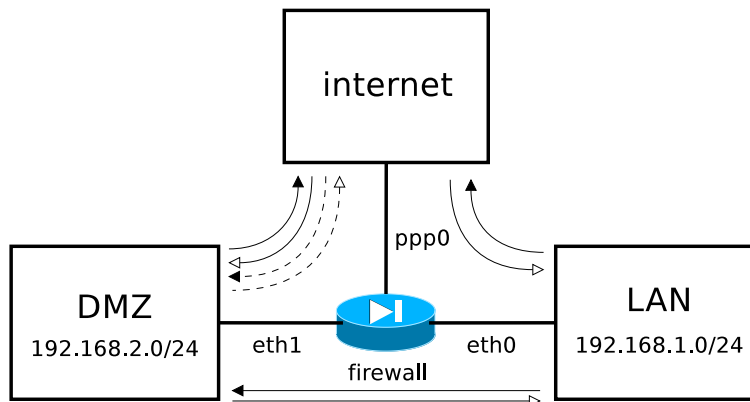 internet
ppp0
DMZ
192.168.2.0/24
eth1
eth0
firewall
LAN
192.168.1.0/24